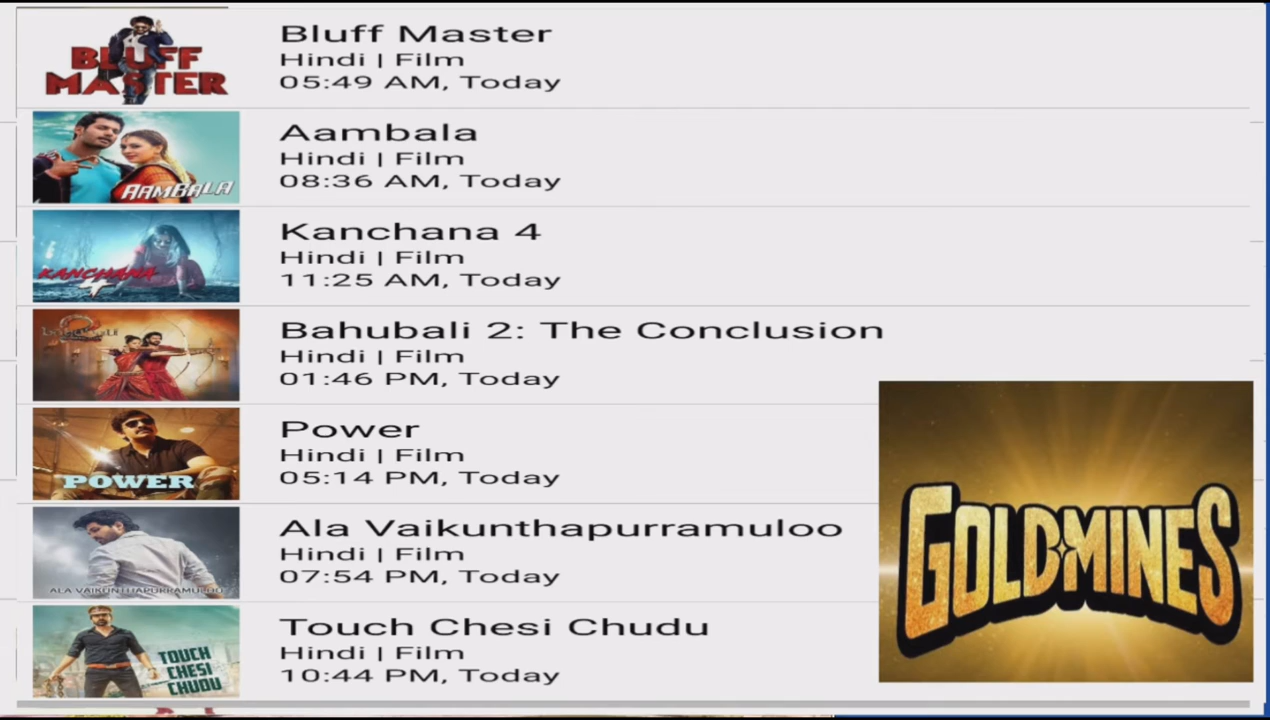 BLUFF
MASTER
Bluff Master
Hindi | Film
05:49 AM, Today
AAMBALA
Aambala
Hindi | Film
08:36 AM, Today
KANCHANA
4
Kanchana 4
Hindi | Film
11:25 AM, Today
2
bahubali
Bahubali 2: The Conclusion
Hindi | Film
01:46 PM, Today
POWER
Power
Hindi | Film
05:14 PM, Today
ALA VAIKUNTHAPURRAMULOO
Ala Vaikunthapurramuloo
Hindi | Film
07:54 PM, Today
TOUCH
CHESI
CHUDU
Touch Chesi Chudu
Hindi | Film
10:44 PM, Today
GOLDMINES